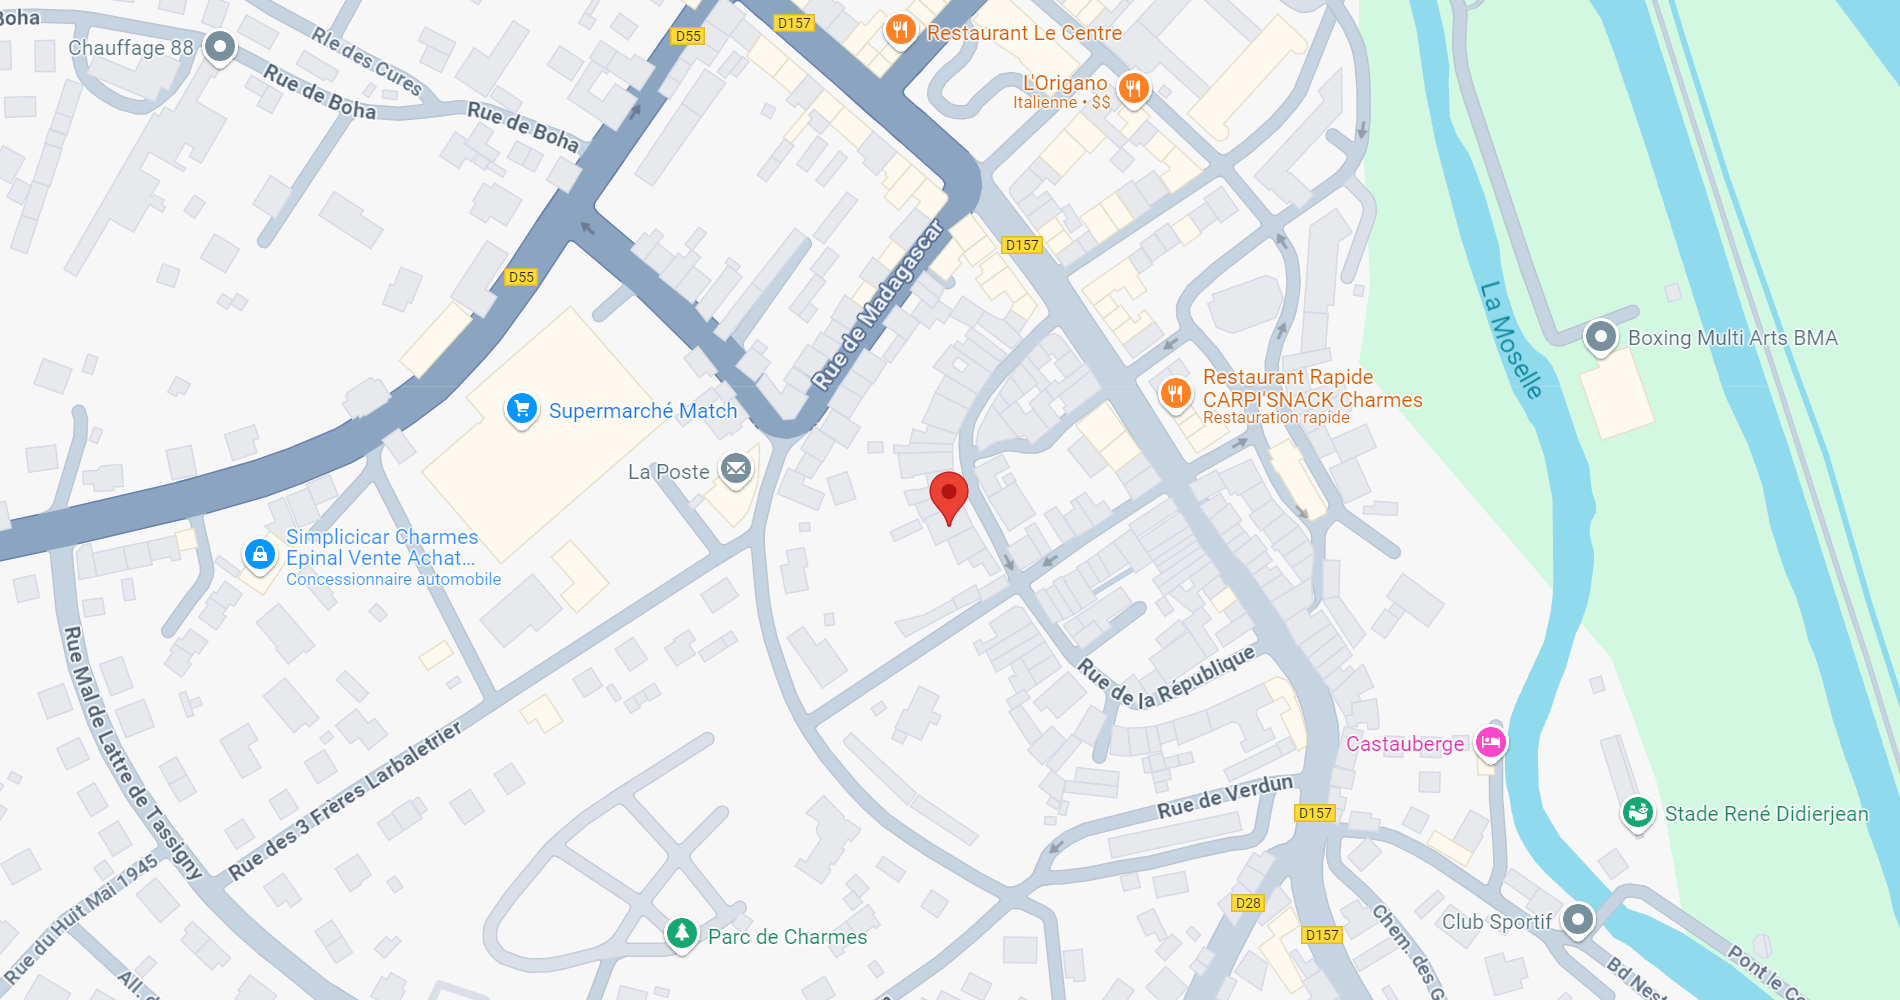 Boha
D55
D157
Restaurant Le Centre
Chauffage 88
Rle des Cures
Rue de Boha
Rue de Boha
L'Origano
Italienne • $$
D157
D55
Rue de Madagascar
La Moselle
Boxing Multi Arts BMA
Restaurant Rapide
CARPI'SNACK Charmes
Restauration rapide
Supermarché Match
La Poste
Simplicicar Charmes
Epinal Vente Achat...
Concessionnaire automobile
Rue Mal de Lattre de Tassigny
Rue de la République
Rue des 3 Frères Larbaletrier
Castauberge
Rue de Verdun
D157
Stade René Didierjean
Rue du Huit Mai 1945
D28
D157
Parc de Charmes
Club Sportif
Chem. des G
Pont le C
Bd Nest
All. d